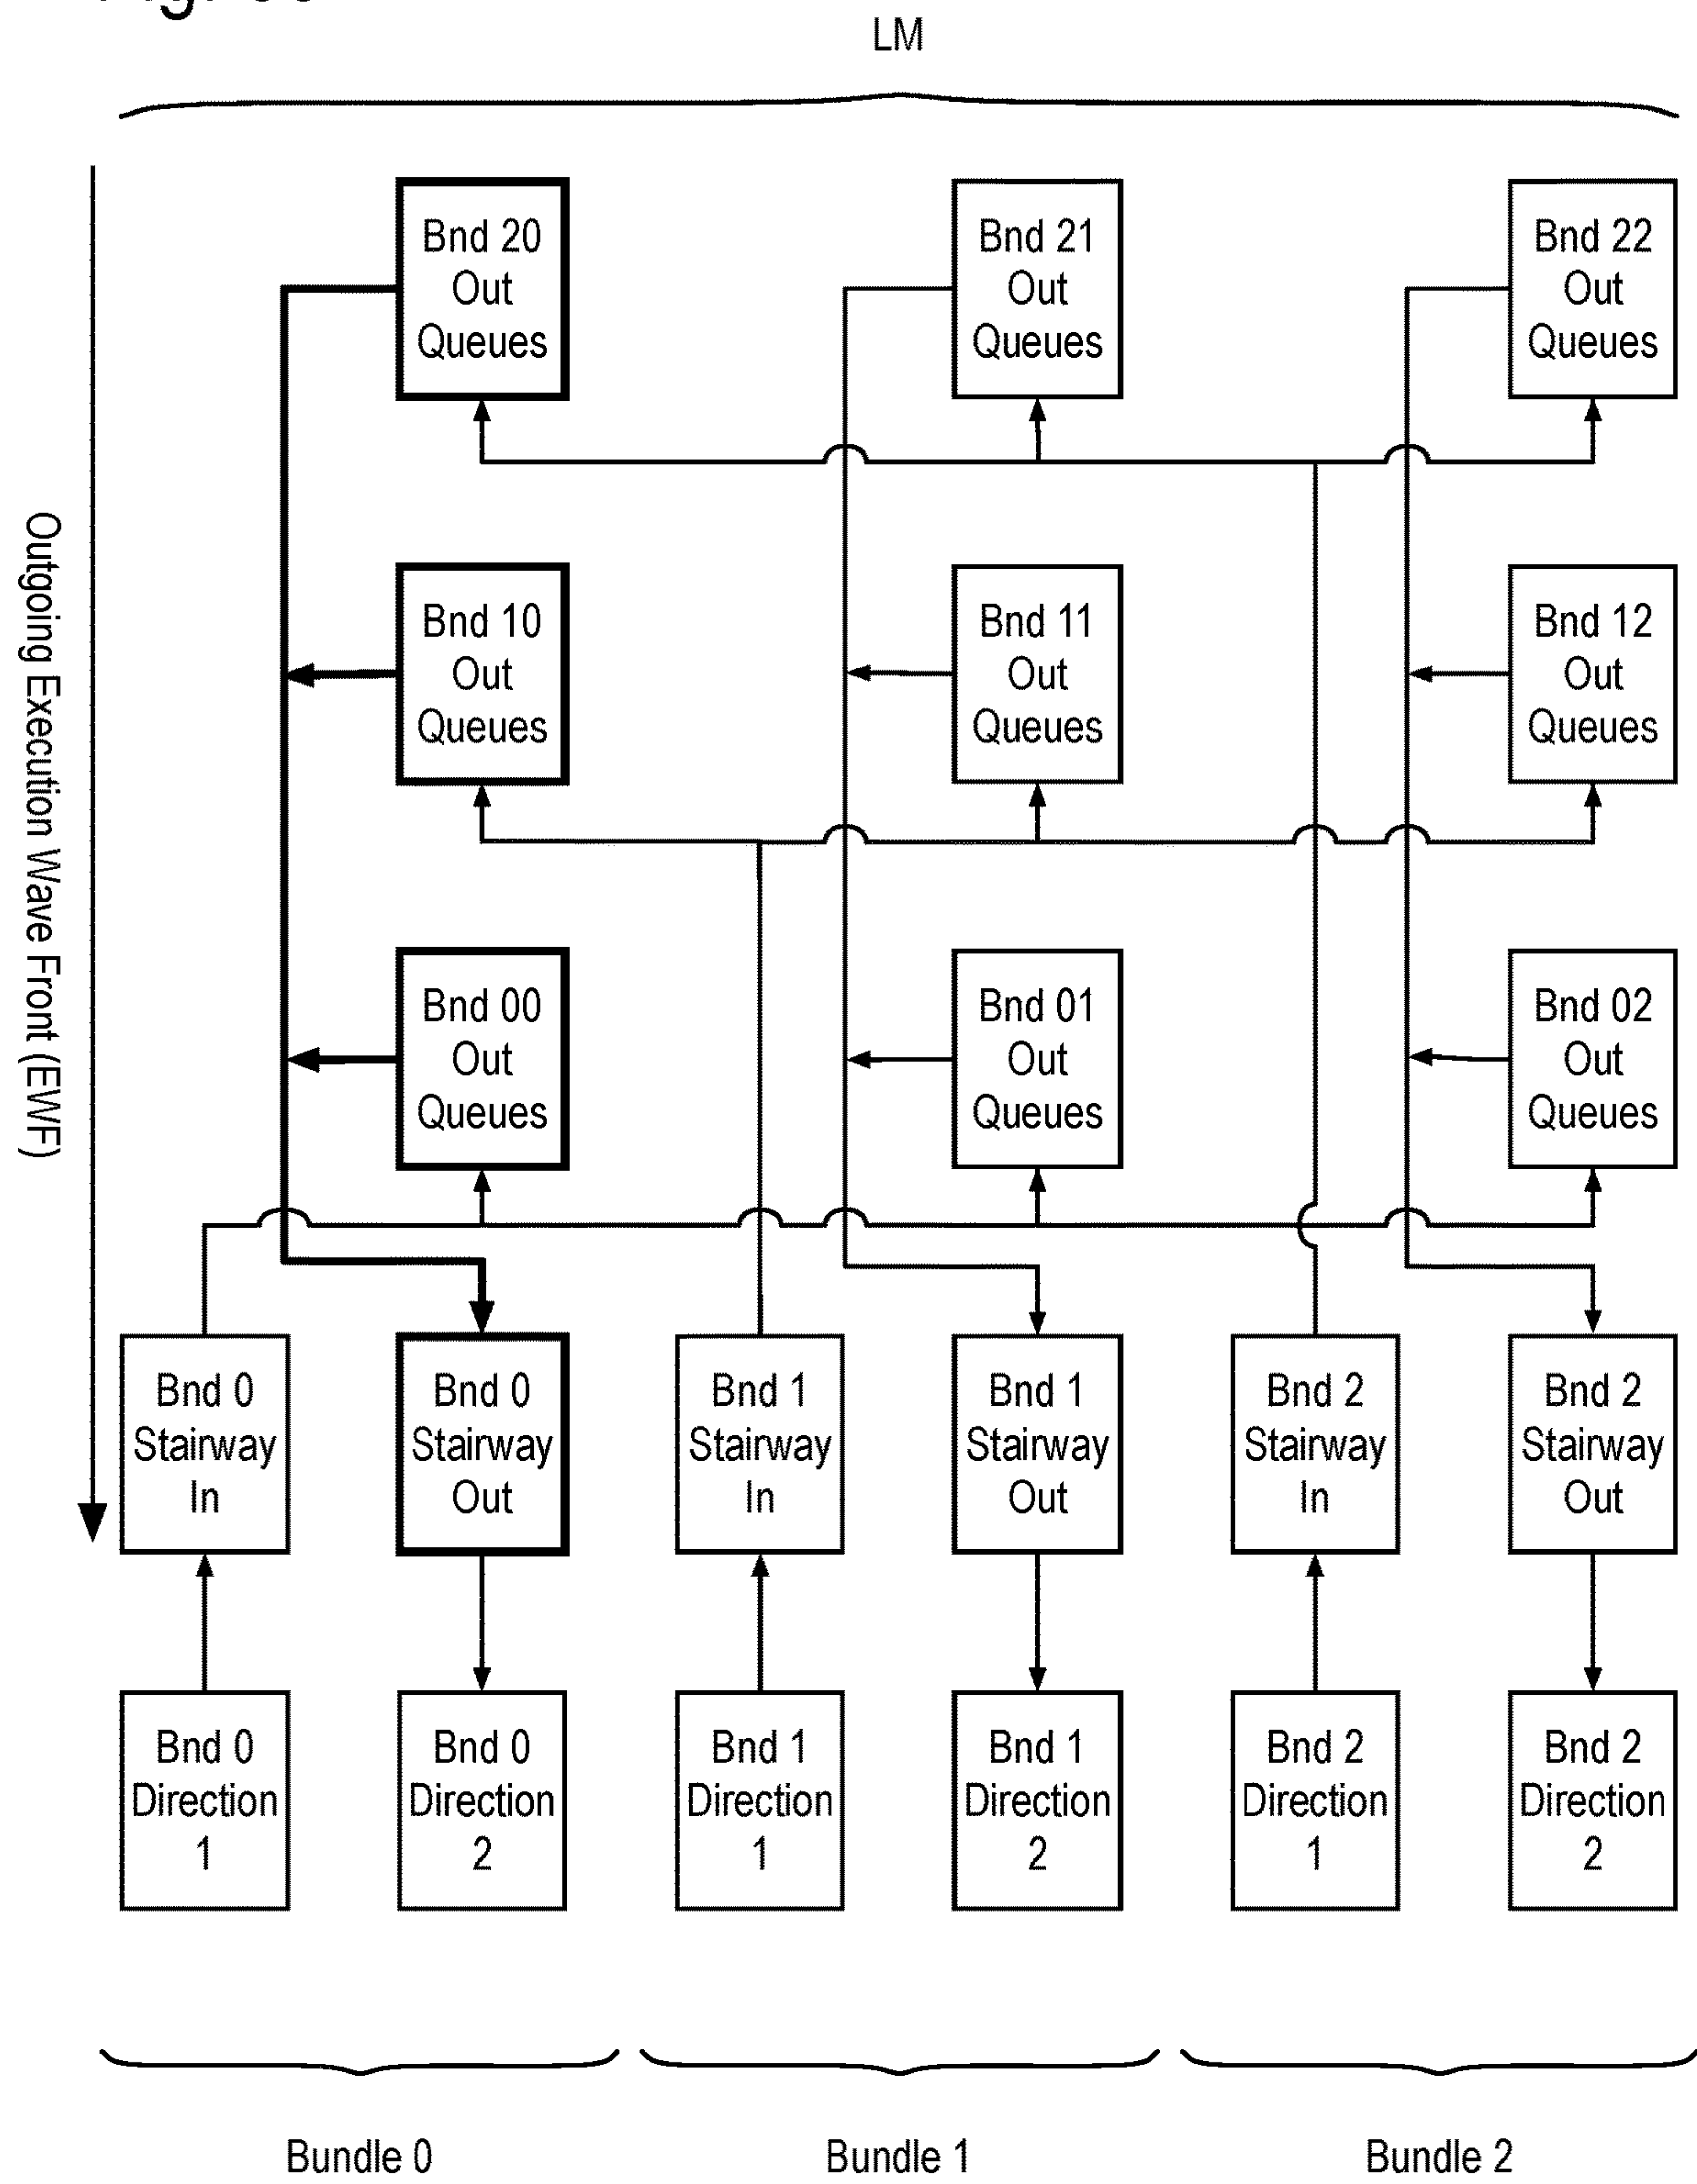 LM
Outgoing Execution Wave Front (EWF)
Bnd 20
Out
Queues
Bnd 21
Out
Queues
Bnd 22
Out
Queues
Bnd 10
Out
Queues
Bnd 11
Out
Queues
Bnd 12
Out
Queues
Bnd 00
Out
Queues
Bnd 01
Out
Queues
Bnd 02
Out
Queues
Bnd 0
Stairway
In
Bnd 0
Stairway
Out
Bnd 1
Stairway
In
Bnd 1
Stairway
Out
Bnd 2
Stairway
In
Bnd 2
Stairway
Out
Bnd 0
Direction
1
Bnd 0
Direction
2
Bnd 1
Direction
1
Bnd 1
Direction
2
Bnd 2
Direction
1
Bnd 2
Direction
2
Bundle 0
Bundle 1
Bundle 2